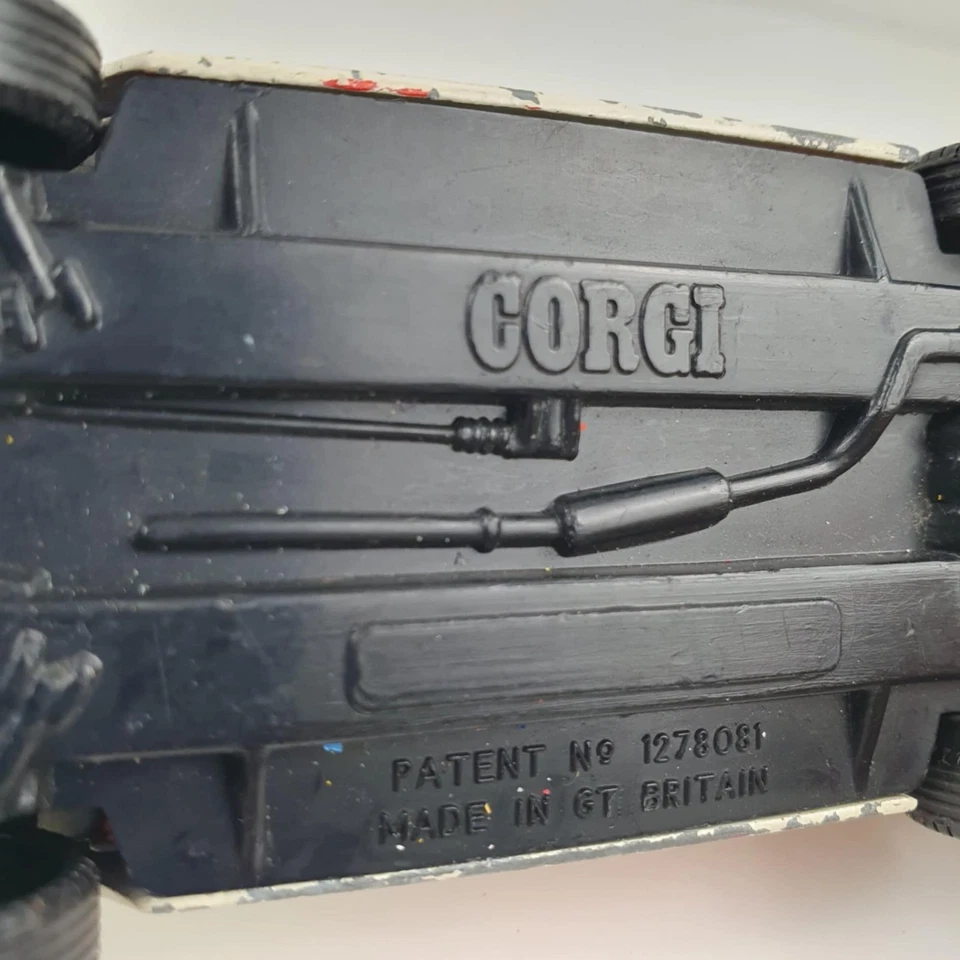 CORGI
PATENT Nº 1278081
MADE IN GT BRITAIN